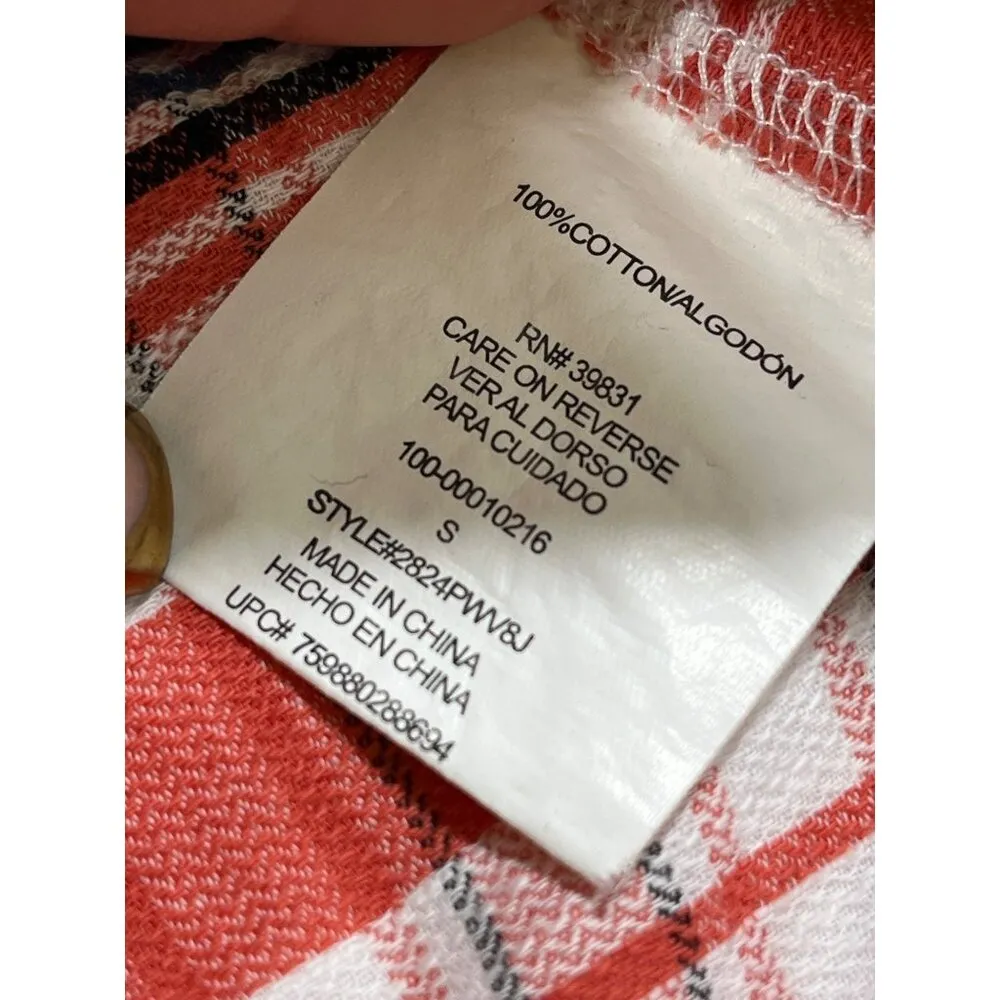 100%COTTON/ALGODÓN
RN# 39831
CARE ON REVERSE
VER AL DORSO
PARA CUIDADO
100-00010216
S
STYLE#2824PWV8J
MADE IN CHINA
HECHO EN CHINA
UPC# 759880288694